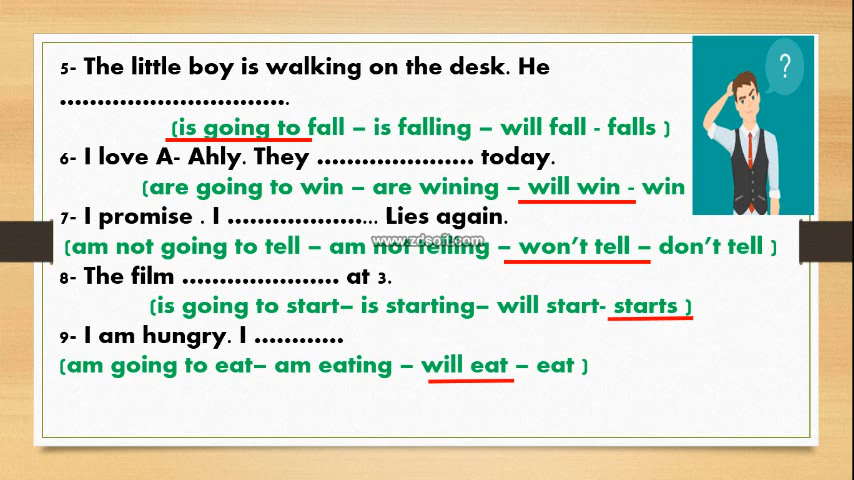 5- The little boy is walking on the desk. He
…………………………….
(is going to fall – is falling – will fall - falls )
6- I love A- Ahly. They ………………… today.
(are going to win – are wining – will win - win
7- I promise . I ………………... Lies again.
(am not going to tell – am not telling – won't tell – don't tell )
www.zdsoft.com
8- The film ………………… at 3.
(is going to start– is starting– will start- starts )
9- I am hungry. I …………
(am going to eat– am eating – will eat – eat )
?